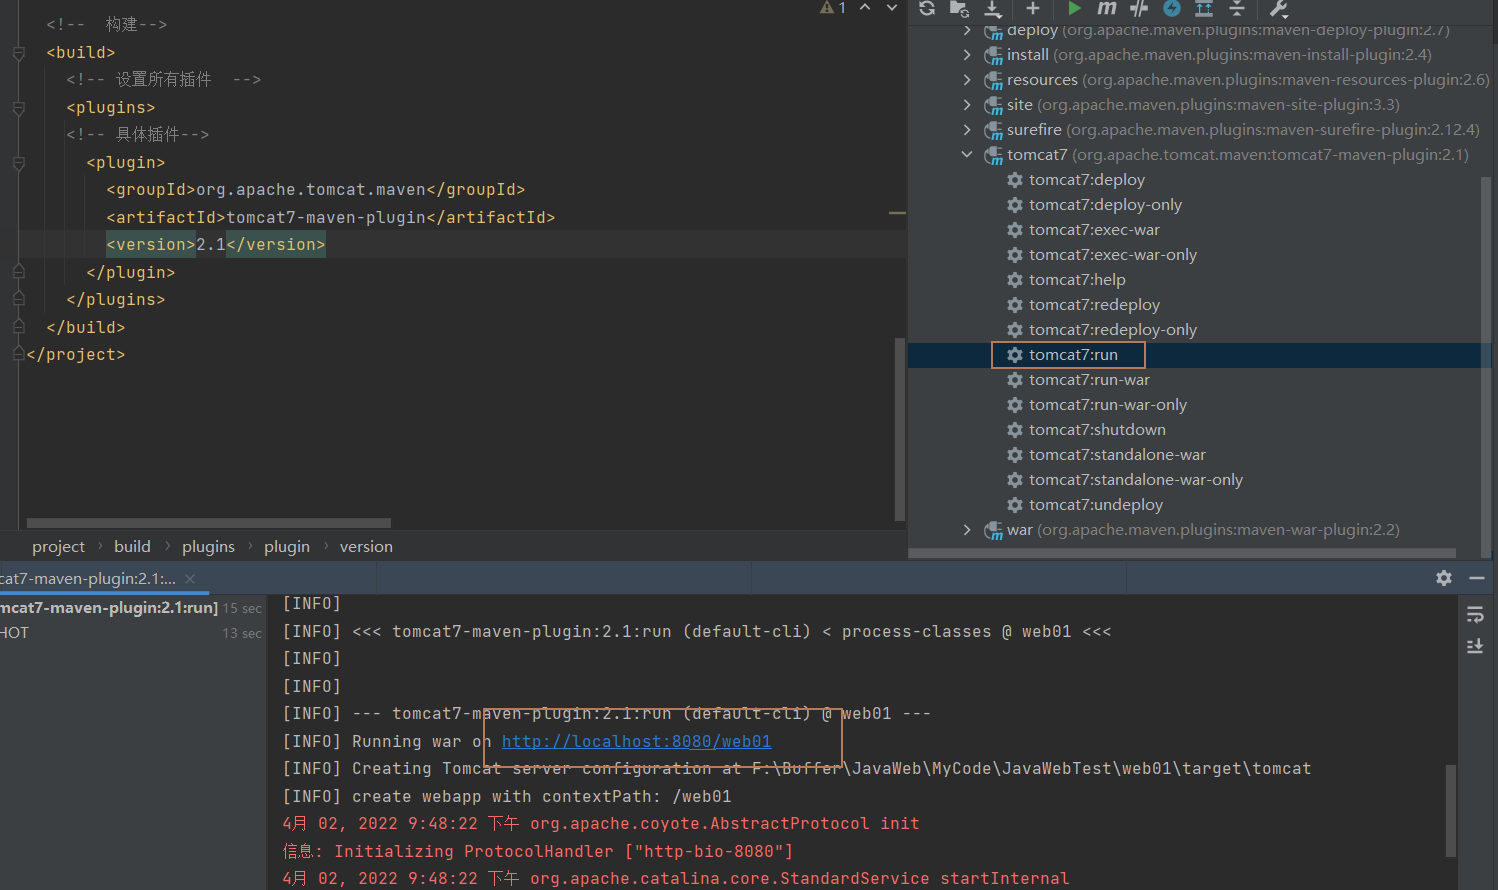 <!--  构建-->
<build>
<!-- 设置所有插件  -->
<plugins>
<!-- 具体插件-->
<plugin>
<groupId>org.apache.tomcat.maven</groupId>
<artifactId>tomcat7-maven-plugin</artifactId>
<version>2.1</version>
</plugin>
</plugins>
</build>
</project>
1
project › build › plugins › plugin › version
deploy (org.apache.maven.plugins:maven-deploy-plugin:2.7)
install (org.apache.maven.plugins:maven-install-plugin:2.4)
resources (org.apache.maven.plugins:maven-resources-plugin:2.6)
site (org.apache.maven.plugins:maven-site-plugin:3.3)
surefire (org.apache.maven.plugins:maven-surefire-plugin:2.12.4)
tomcat7 (org.apache.tomcat.maven:tomcat7-maven-plugin:2.1)
tomcat7:deploy
tomcat7:deploy-only
tomcat7:exec-war
tomcat7:exec-war-only
tomcat7:help
tomcat7:redeploy
tomcat7:redeploy-only
tomcat7:run
tomcat7:run-war
tomcat7:run-war-only
tomcat7:shutdown
tomcat7:standalone-war
tomcat7:standalone-war-only
tomcat7:undeploy
war (org.apache.maven.plugins:maven-war-plugin:2.2)
cat7-maven-plugin:2.1:...
mcat7-maven-plugin:2.1:run] 15 sec
HOT 13 sec
[INFO]
[INFO] <<< tomcat7-maven-plugin:2.1:run (default-cli) < process-classes @ web01 <<<
[INFO]
[INFO]
[INFO] --- tomcat7-maven-plugin:2.1:run (default-cli) @ web01 ---
[INFO] Running war on http://localhost:8080/web01
[INFO] Creating Tomcat server configuration at F:\Buffer\JavaWeb\MyCode\JavaWebTest\web01\target\tomcat
[INFO] create webapp with contextPath: /web01
4月 02, 2022 9:48:22 下午 org.apache.coyote.AbstractProtocol init
信息: Initializing ProtocolHandler ["http-bio-8080"]
4月 02, 2022 9:48:22 下午 org.apache.catalina.core.StandardService startInternal